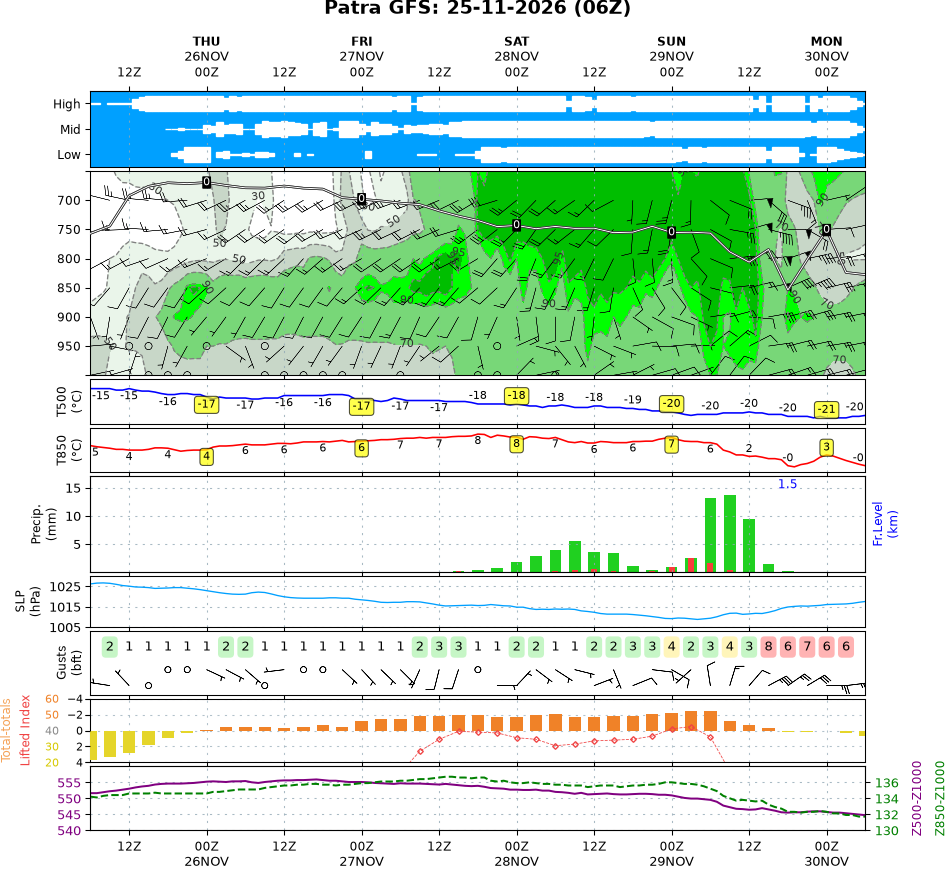 Patra GFS: 25-11-2026 (06Z)
THU FRI SAT SUN MON
26NOV 27NOV 28NOV 29NOV 30NOV
12Z 00Z 12Z 00Z 12Z 00Z 12Z 00Z 12Z 00Z
High
Mid
Low
700
750
800
850
900
950
0 0 0 0 0
30 50 50 50 90 80 70 95 90 90 70 70
T500 (°C)
-15 -15 -16 -17 -17 -16 -16 -17 -17 -17 -18 -18 -18 -18 -19 -20 -20 -20 -20 -21 -20
T850 (°C)
5 4 4 4 6 6 6 6 6 7 8 8 7 6 6 7 6 2 -0 3 -0
Precip. (mm)
15
10
5
1.5
Fr.Level (km)
SLP (hPa)
1025
1015
1005
Gusts (bft)
2 1 1 1 1 1 2 2 1 1 1 1 1 1 1 1 2 3 3 1 1 2 2 1 1 2 2 3 3 4 2 3 4 3 8 6 7 6 6
Total-totals
Lifted Index
60 -4
50 -2
40 0
30 2
20 4
555
550
545
540
136
134
132
130
Z500-Z1000
Z850-Z1000
12Z 00Z 12Z 00Z 12Z 00Z 12Z 00Z 12Z 00Z
26NOV 27NOV 28NOV 29NOV 30NOV